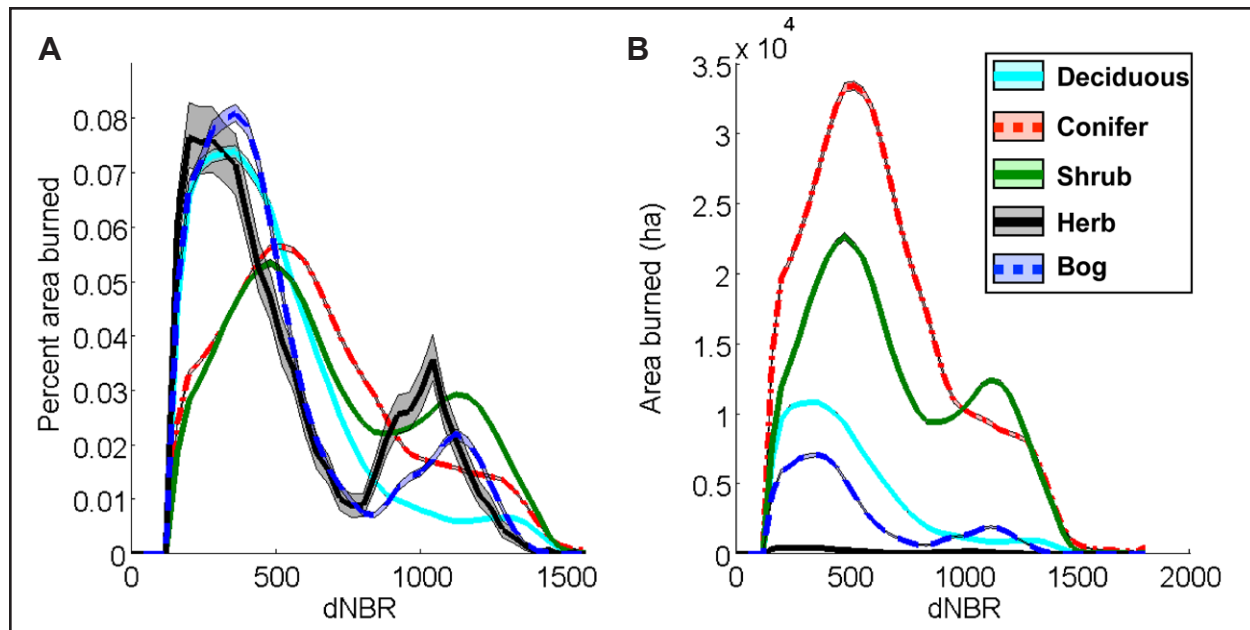 A
Percent area burned
0.08
0.07
0.06
0.05
0.04
0.03
0.02
0.01
0
0 500 1000 1500
dNBR
B
x 10^4
Area burned (ha)
3.5
3
2.5
2
1.5
1
0.5
0
0 500 1000 1500 2000
dNBR
Deciduous
Conifer
Shrub
Herb
Bog